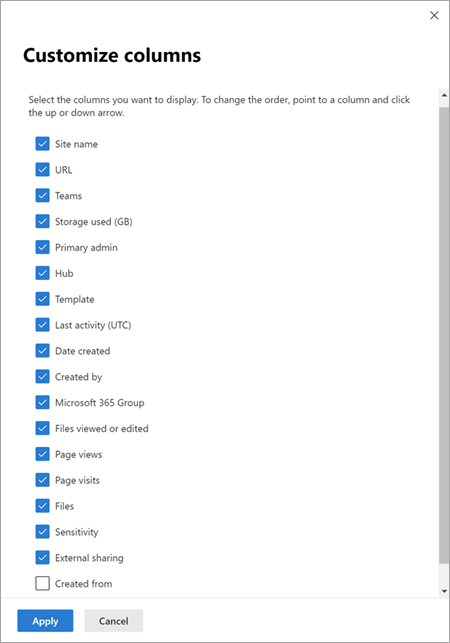 Customize columns
Select the columns you want to display. To change the order, point to a column and click
the up or down arrow.
Site name
URL
Teams
Storage used (GB)
Primary admin
Hub
Template
Last activity (UTC)
Date created
Created by
Microsoft 365 Group
Files viewed or edited
Page views
Page visits
Files
Sensitivity
External sharing
Created from
Apply
Cancel